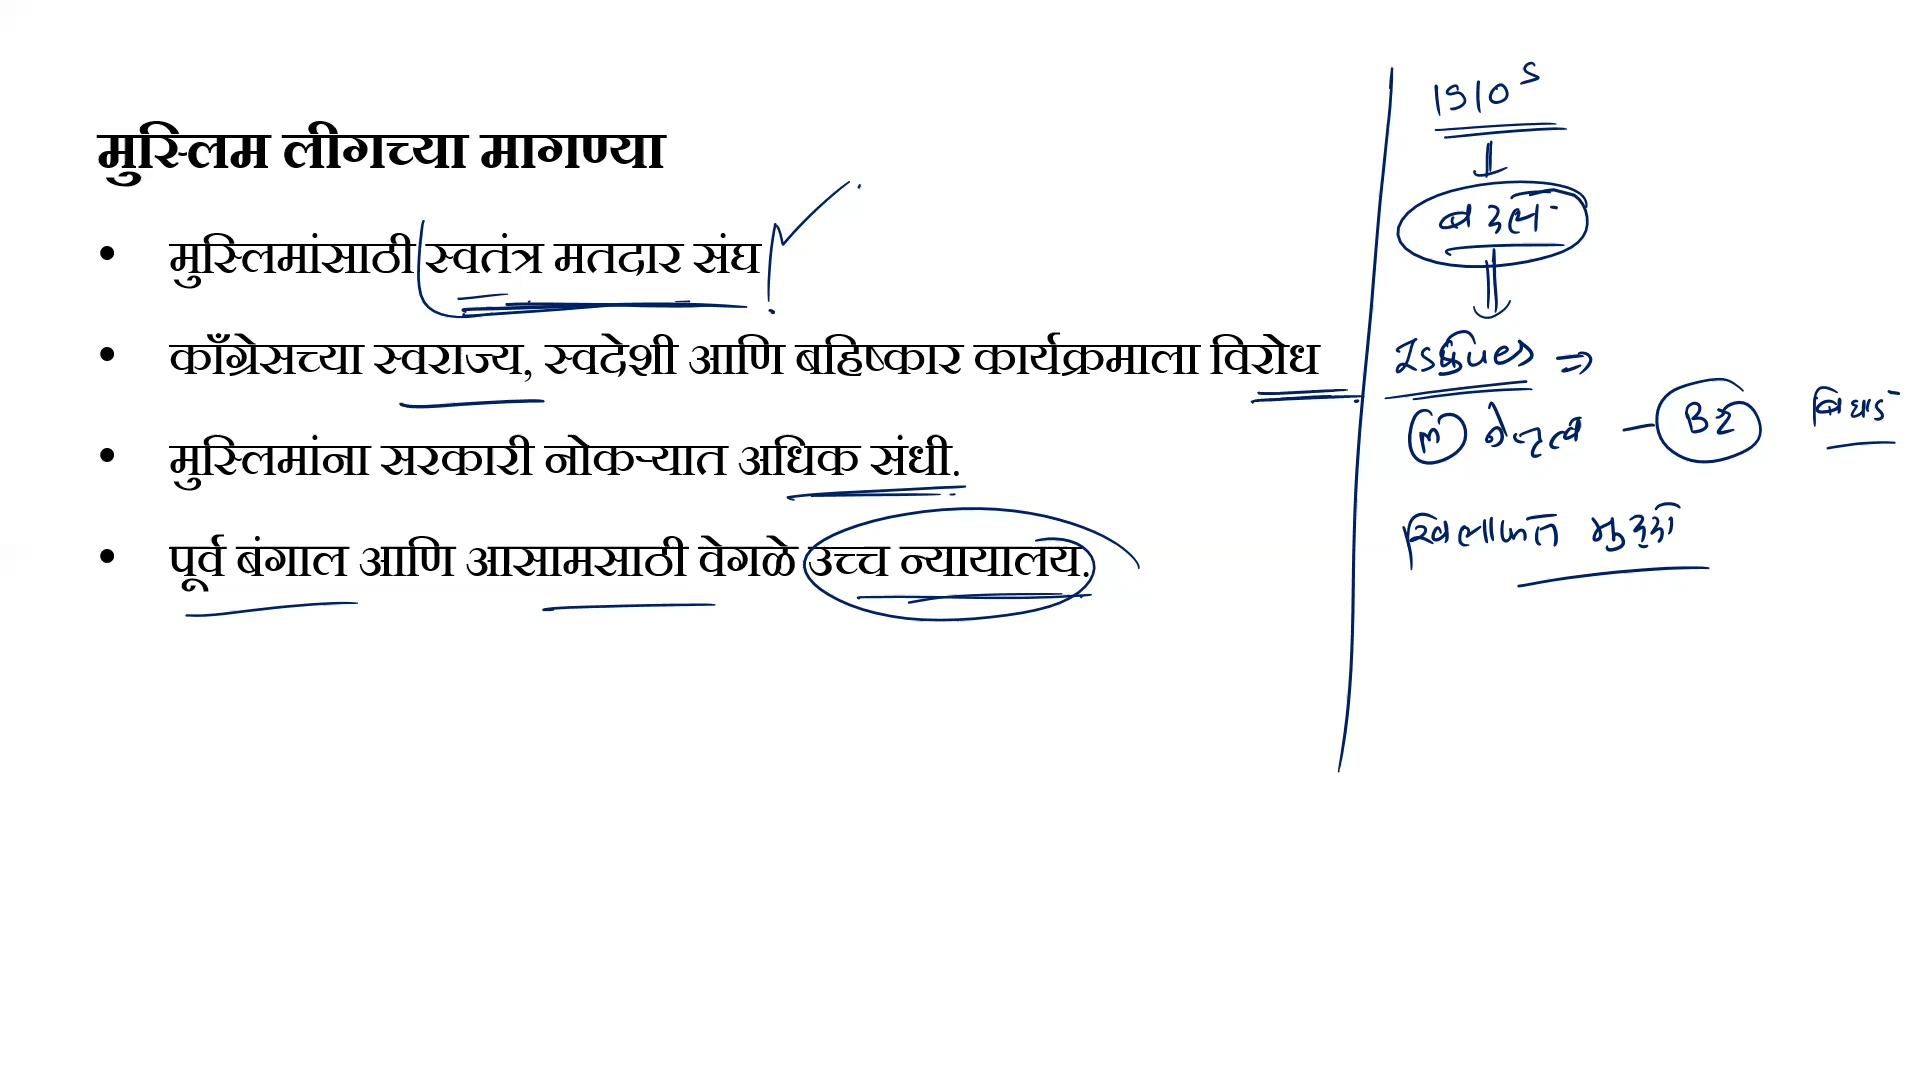 मुस्लिम लीगच्या मागण्या
• मुस्लिमांसाठी स्वतंत्र मतदार संघ
• काँग्रेसच्या स्वराज्य, स्वदेशी आणि बहिष्कार कार्यक्रमाला विरोध
• मुस्लिमांना सरकारी नोकऱ्यात अधिक संधी.
• पूर्व बंगाल आणि आसामसाठी वेगळे उच्च न्यायालय.
1910s
बदल
M नेतृत्व –
बिघाड
खिलाफत मुद्दा